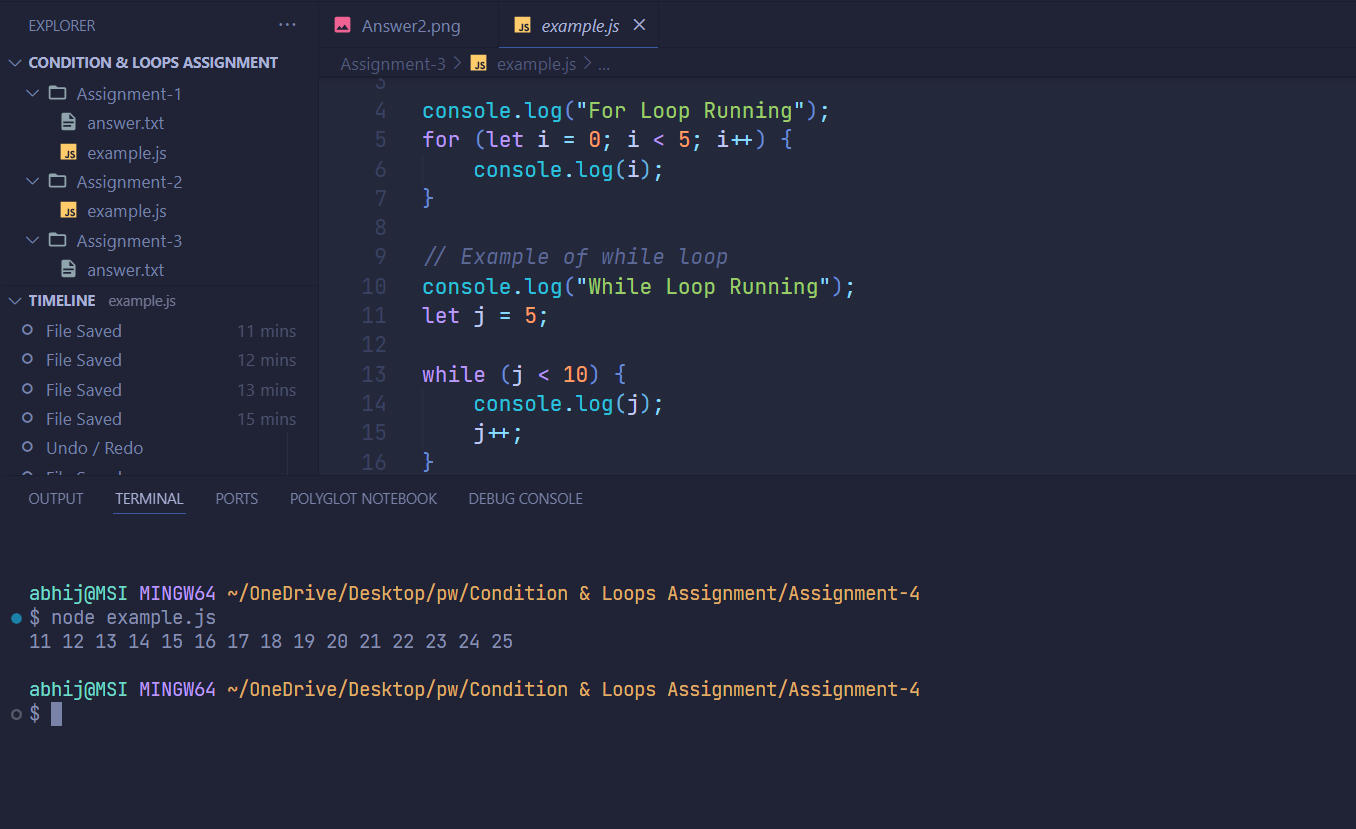 EXPLORER
CONDITION & LOOPS ASSIGNMENT
Assignment-1
answer.txt
JS example.js
Assignment-2
JS example.js
Assignment-3
answer.txt
TIMELINE example.js
File Saved 11 mins
File Saved 12 mins
File Saved 13 mins
File Saved 15 mins
Undo / Redo
Answer2.png
JS example.js
Assignment-3 > JS example.js > ...
3
4 console.log("For Loop Running");
5 for (let i = 0; i < 5; i++) {
6     console.log(i);
7 }
8
9 // Example of while loop
10 console.log("While Loop Running");
11 let j = 5;
12
13 while (j < 10) {
14     console.log(j);
15     j++;
16 }
OUTPUT TERMINAL PORTS POLYGLOT NOTEBOOK DEBUG CONSOLE
abhij@MSI MINGW64 ~/OneDrive/Desktop/pw/Condition & Loops Assignment/Assignment-4
$ node example.js
11 12 13 14 15 16 17 18 19 20 21 22 23 24 25
abhij@MSI MINGW64 ~/OneDrive/Desktop/pw/Condition & Loops Assignment/Assignment-4
$